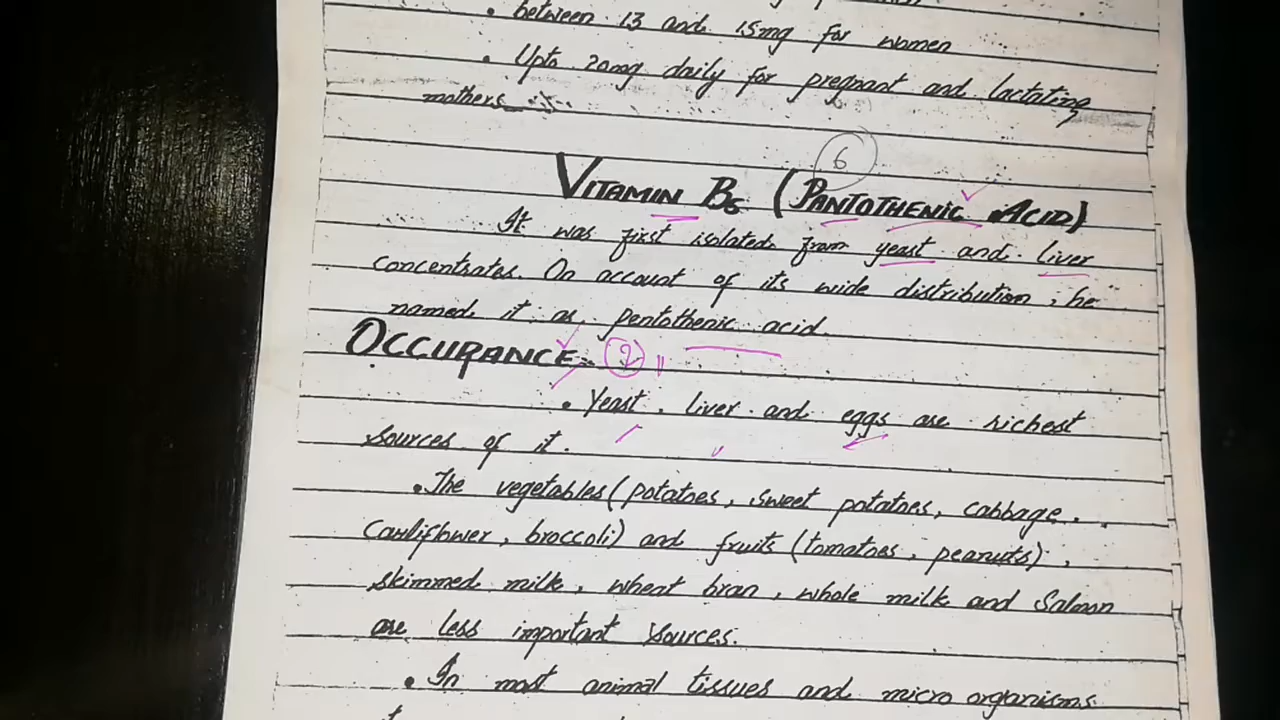 • between 13 and 15mg for women
• Upto 20mg daily for pregnant and lactating
mothers
6
VITAMIN B5 (PANTOTHENIC ACID)
It was first isolated from yeast and liver
concentrates. On account of its wide distribution, he
named it as pentothenic acid.
OCCURANCE:
• Yeast, liver and eggs are richest
sources of it.
• The vegetables (potatoes, sweet potatoes, cabbage,
cauliflower, broccoli) and fruits (tomatoes, peanuts),
skimmed milk, wheat bran, whole milk and Salmon
are less important sources.
• In most animal tissues and micro organisms